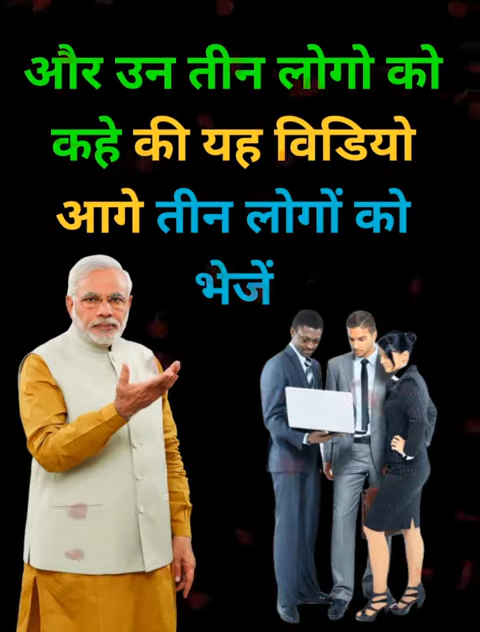 और उन तीन लोगो को
कहे की यह विडियो
आगे तीन लोगों को
भेजें